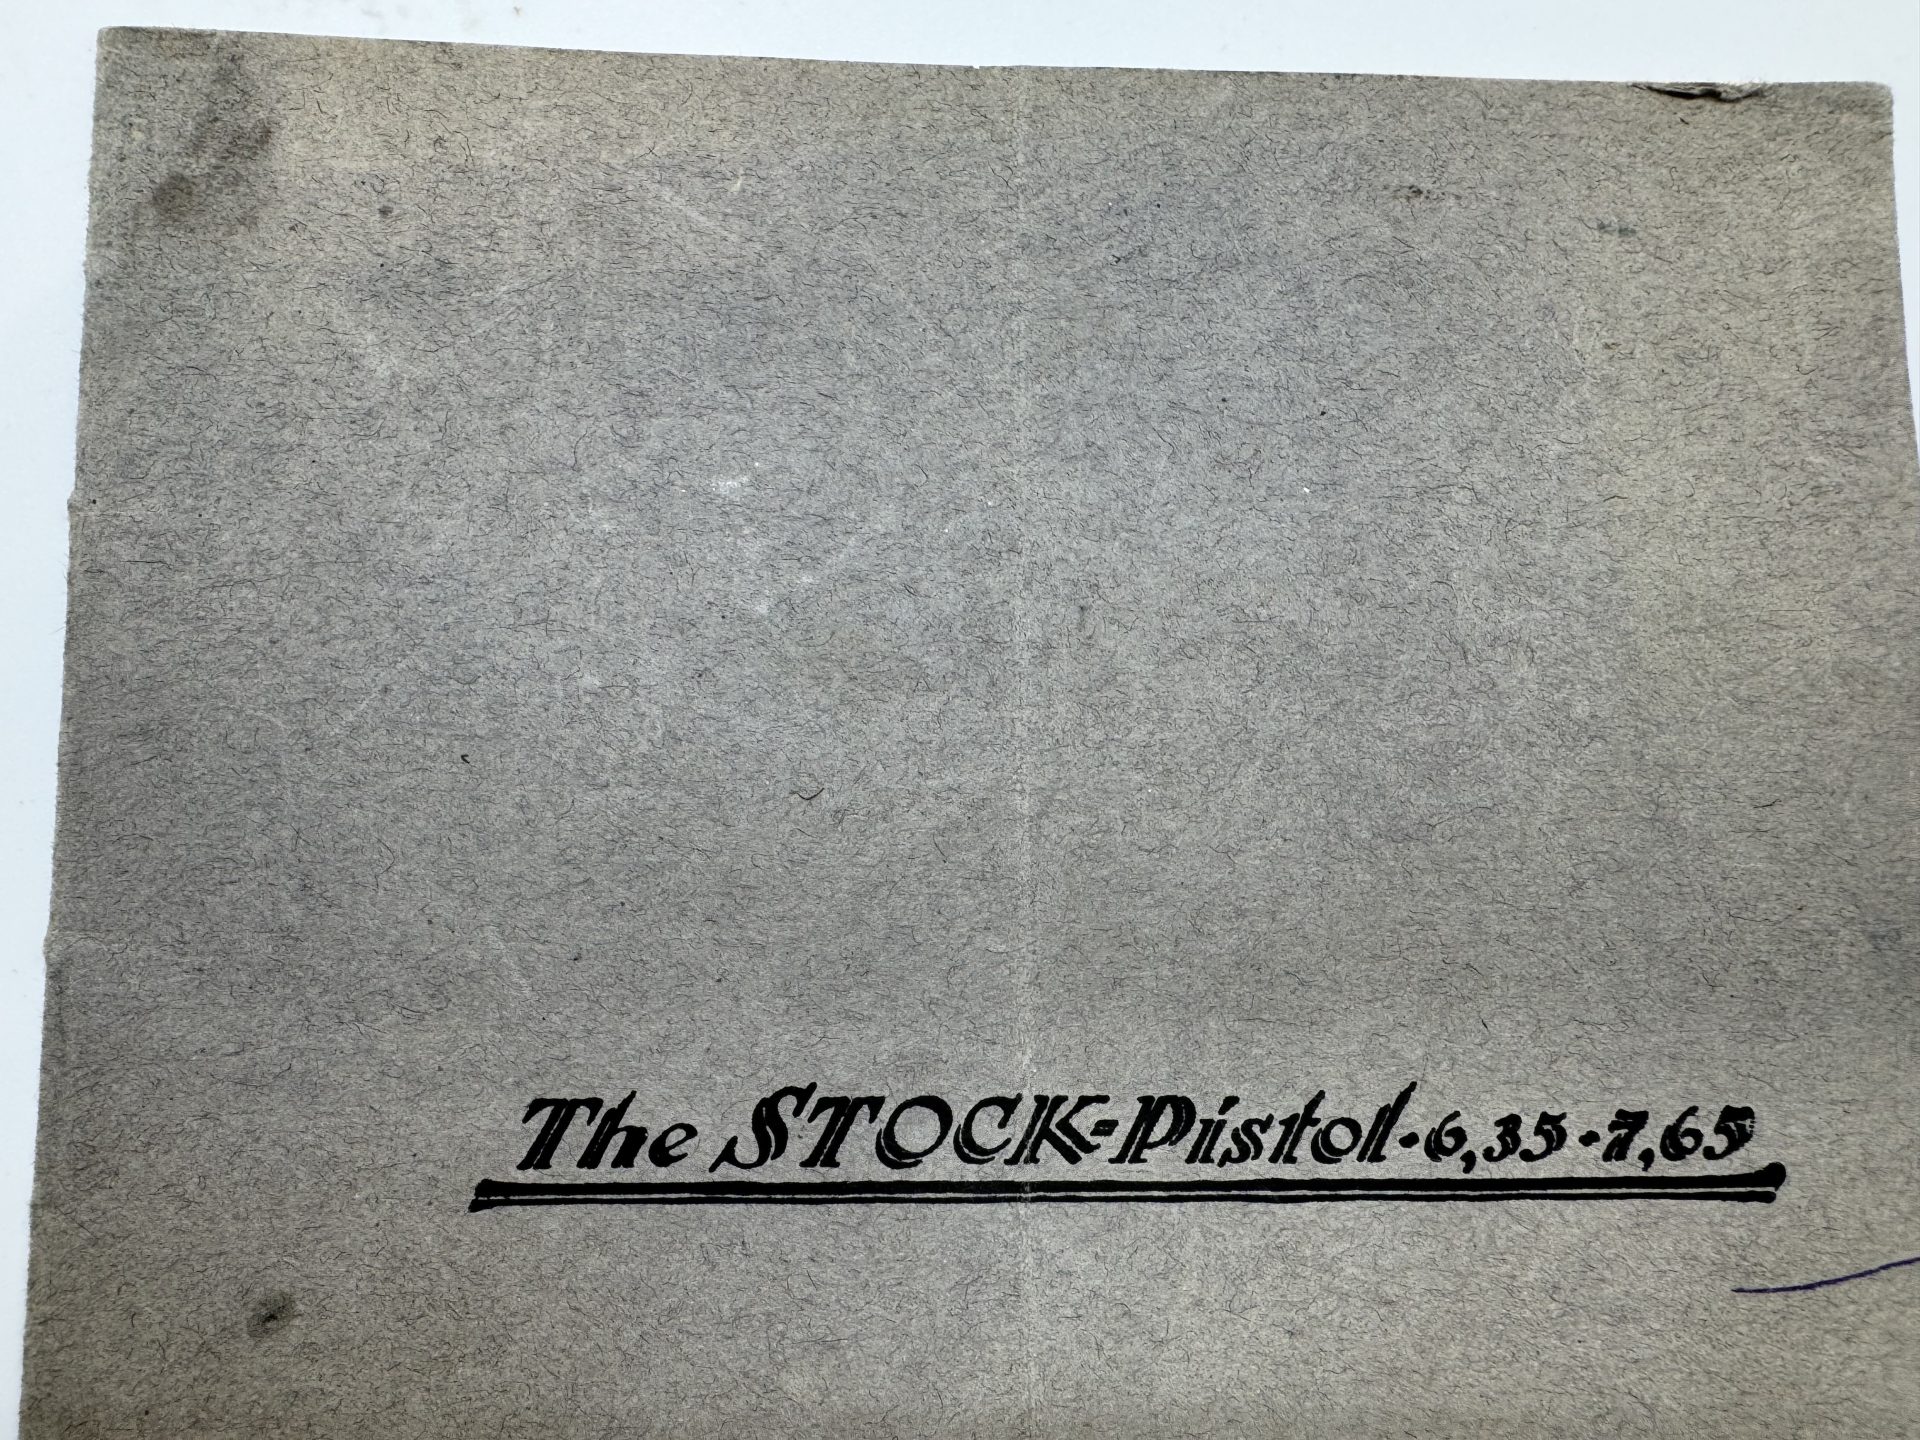 The STOCK=Pistol · 6,35 · 7,65